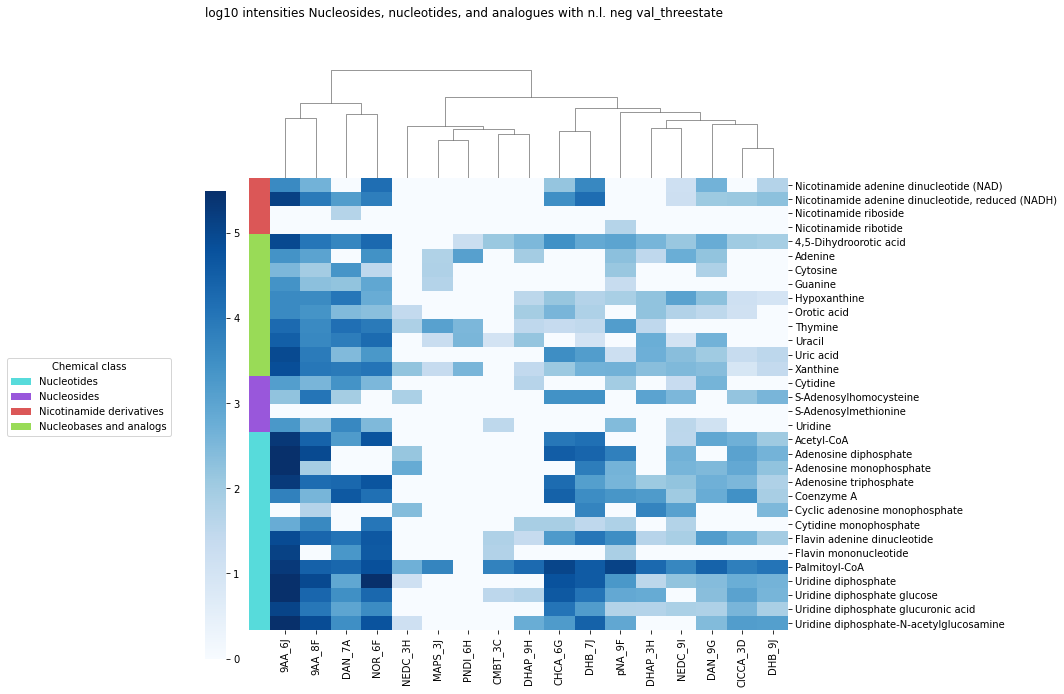 log10 intensities Nucleosides, nucleotides, and analogues with n.l. neg val_threestate
Nicotinamide adenine dinucleotide (NAD)
Nicotinamide adenine dinucleotide, reduced (NADH)
Nicotinamide riboside
Nicotinamide ribotide
4,5-Dihydroorotic acid
Adenine
Cytosine
Guanine
Hypoxanthine
Orotic acid
Thymine
Uracil
Uric acid
Xanthine
Cytidine
S-Adenosylhomocysteine
S-Adenosylmethionine
Uridine
Acetyl-CoA
Adenosine diphosphate
Adenosine monophosphate
Adenosine triphosphate
Coenzyme A
Cyclic adenosine monophosphate
Cytidine monophosphate
Flavin adenine dinucleotide
Flavin mononucleotide
Palmitoyl-CoA
Uridine diphosphate
Uridine diphosphate glucose
Uridine diphosphate glucuronic acid
Uridine diphosphate-N-acetylglucosamine
5
4
3
2
1
0
Chemical class
Nucleotides
Nucleosides
Nicotinamide derivatives
Nucleobases and analogs
9AA_6J
9AA_8F
DAN_7A
NOR_6F
NEDC_3H
MAPS_3J
PNDI_6H
CMBT_3C
DHAP_9H
CHCA_6G
DHB_7J
pNA_9F
DHAP_3H
NEDC_9I
DAN_9G
ClCCA_3D
DHB_9J